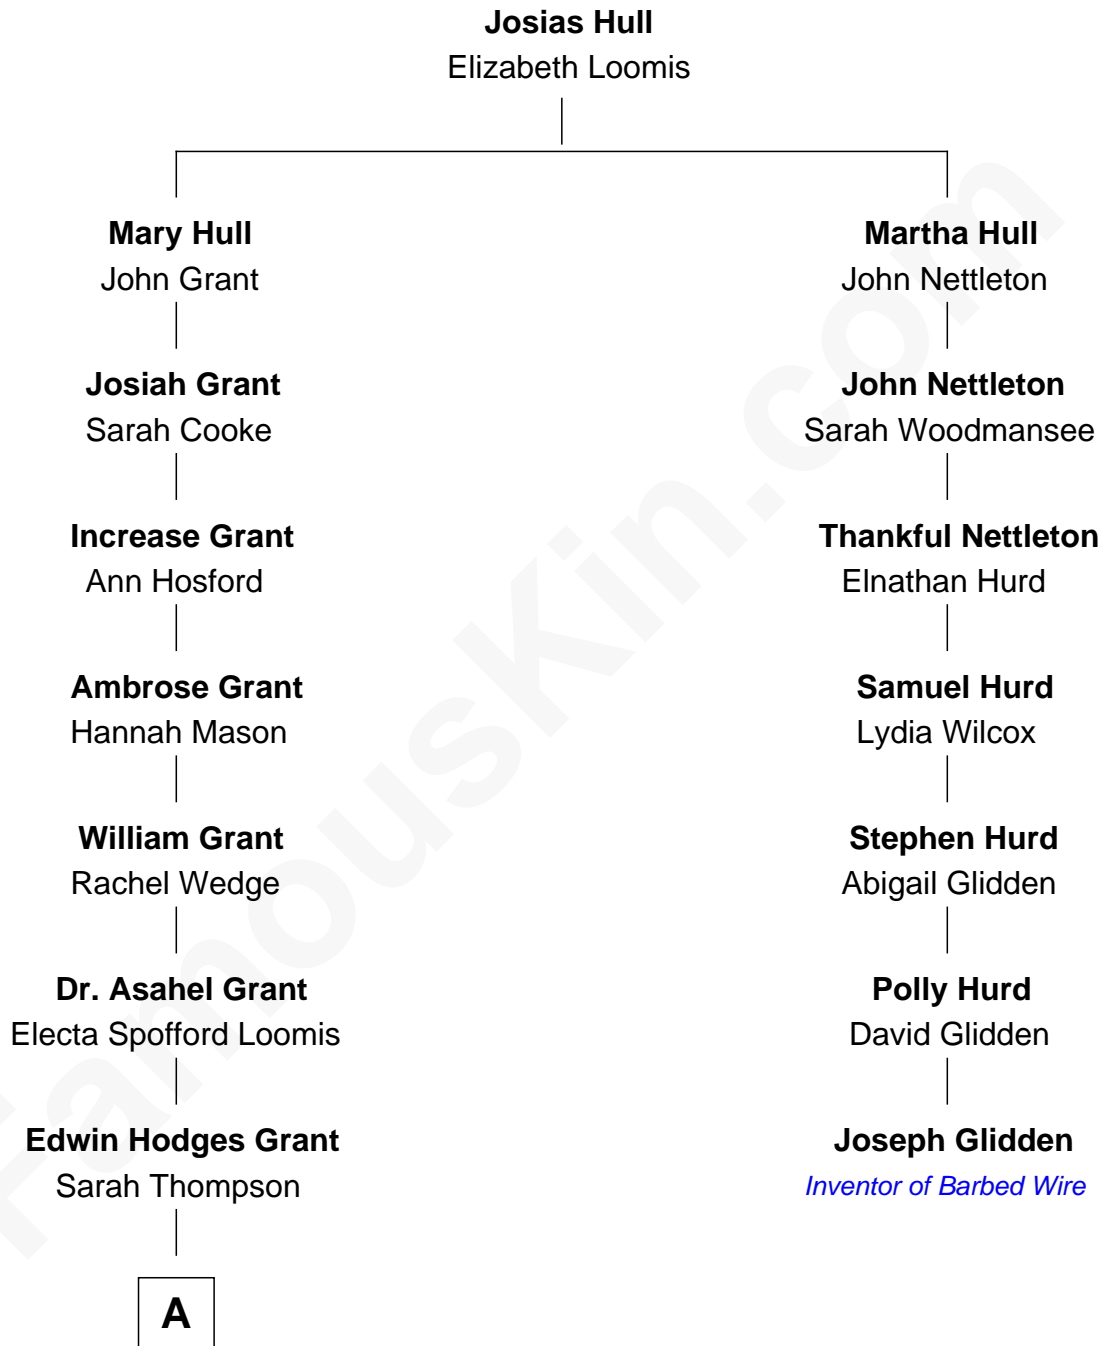 Josias Hull
Elizabeth Loomis
Mary Hull
John Grant
Martha Hull
John Nettleton
Josiah Grant
Sarah Cooke
John Nettleton
Sarah Woodmansee
Increase Grant
Ann Hosford
Thankful Nettleton
Elnathan Hurd
Ambrose Grant
Hannah Mason
Samuel Hurd
Lydia Wilcox
William Grant
Rachel Wedge
Stephen Hurd
Abigail Glidden
Dr. Asahel Grant
Electa Spofford Loomis
Polly Hurd
David Glidden
Edwin Hodges Grant
Sarah Thompson
Joseph Glidden
Inventor of Barbed Wire
A
FamousKin.com